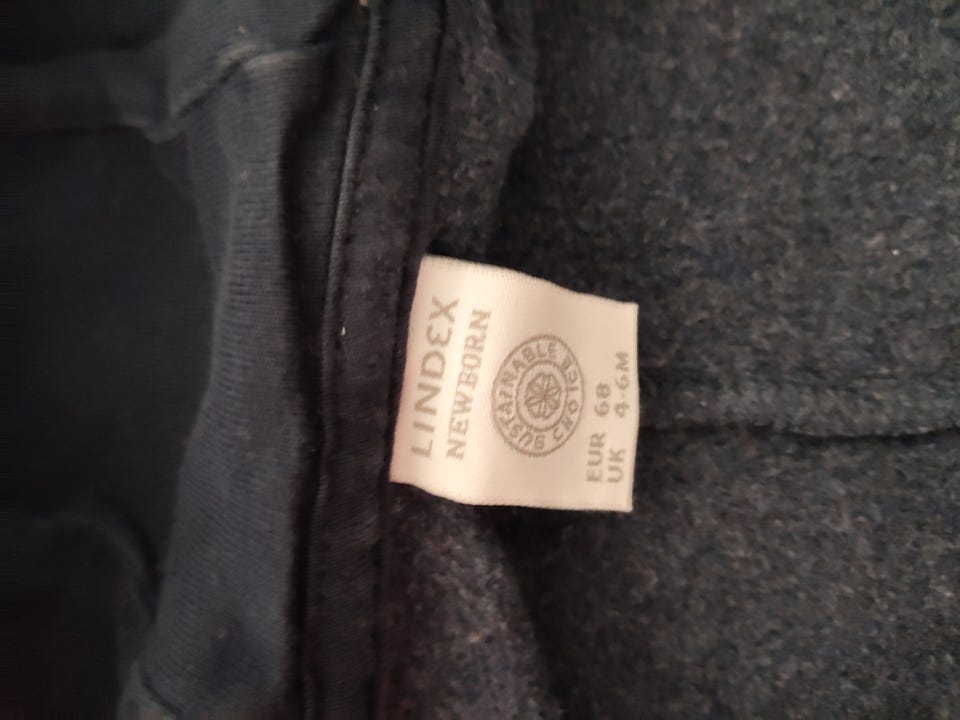 LINDEX
NEWBORN
SUSTAINABLE CHOICE
EUR 68
UK 4-6M